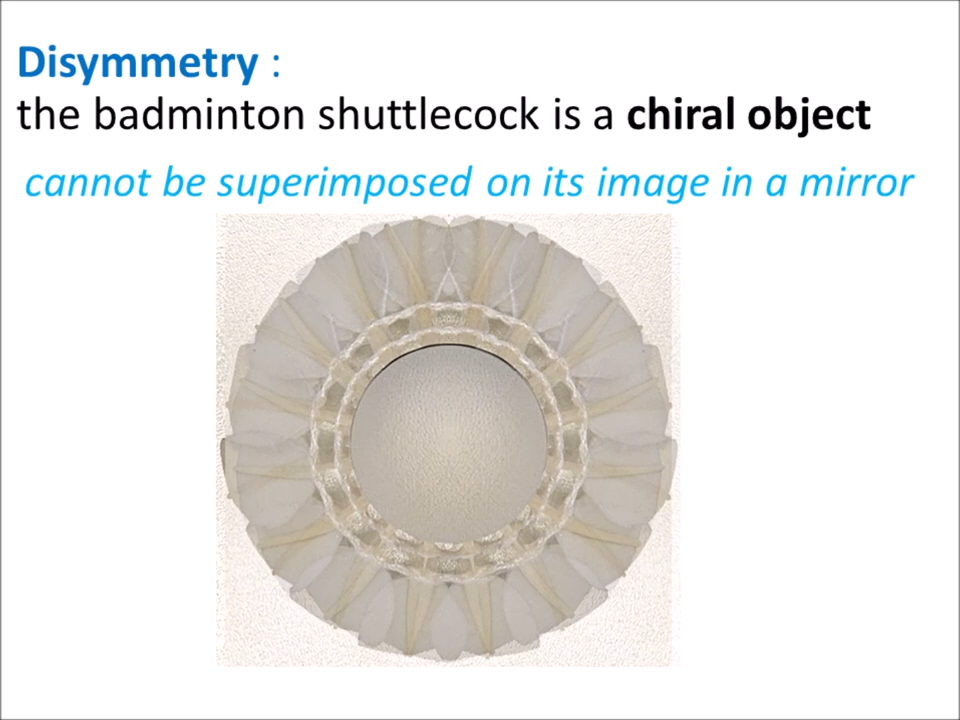 Disymmetry :
the badminton shuttlecock is a chiral object
cannot be superimposed on its image in a mirror